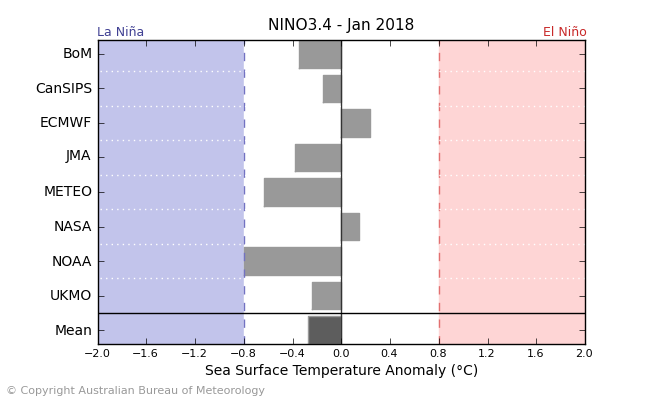 NINO3.4 - Jan 2018
La Niña
El Niño
BoM
CanSIPS
ECMWF
JMA
METEO
NASA
NOAA
UKMO
Mean
−2.0 −1.6 −1.2 −0.8 −0.4 0.0 0.4 0.8 1.2 1.6 2.0
Sea Surface Temperature Anomaly (°C)
© Copyright Australian Bureau of Meteorology